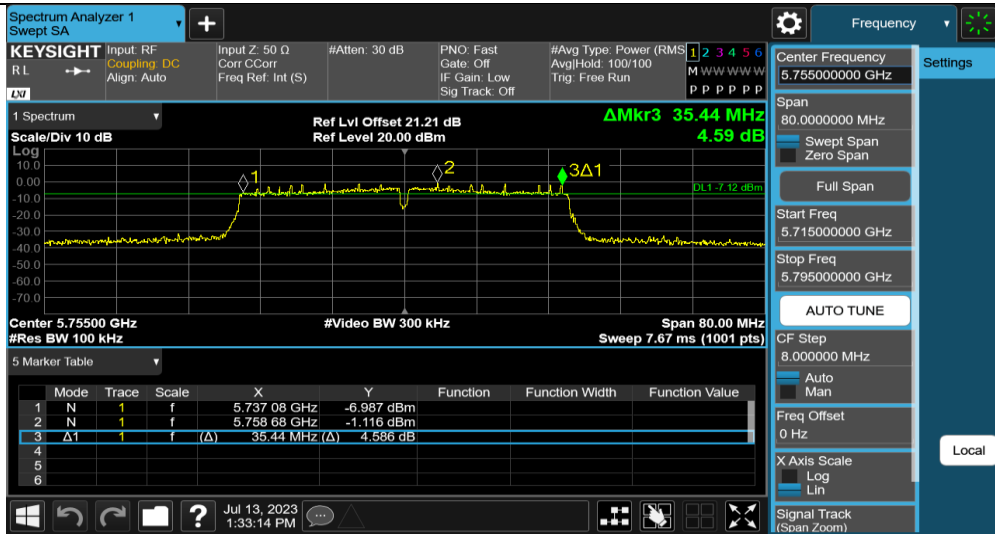 Spectrum Analyzer 1
Swept SA
+
Frequency
KEYSIGHT
R L
LXI
Input: RF
Coupling: DC
Align: Auto
Input Z: 50 Ω
Corr CCorr
Freq Ref: Int (S)
#Atten: 30 dB
PNO: Fast
Gate: Off
IF Gain: Low
Sig Track: Off
#Avg Type: Power (RMS
Avg|Hold: 100/100
Trig: Free Run
1 2 3 4 5 6
M W W W W W
P P P P P P
1 Spectrum
Scale/Div 10 dB
Ref Lvl Offset 21.21 dB
Ref Level 20.00 dBm
ΔMkr3 35.44 MHz
4.59 dB
Log
10.0
0.00
-10.0
-20.0
-30.0
-40.0
-50.0
-60.0
-70.0
1
2
3Δ1
DL1 -7.12 dBm
Center 5.75500 GHz
#Video BW 300 kHz
Span 80.00 MHz
#Res BW 100 kHz
Sweep 7.67 ms (1001 pts)
5 Marker Table
Mode Trace Scale X Y Function Function Width Function Value
1 N 1 f 5.737 08 GHz -6.987 dBm
2 N 1 f 5.758 68 GHz -1.116 dBm
3 Δ1 1 f (Δ) 35.44 MHz (Δ) 4.586 dB
4
5
6
?
Jul 13, 2023
1:33:14 PM
Center Frequency
5.755000000 GHz
Span
80.0000000 MHz
Swept Span
Zero Span
Full Span
Start Freq
5.715000000 GHz
Stop Freq
5.795000000 GHz
AUTO TUNE
CF Step
8.000000 MHz
Auto
Man
Freq Offset
0 Hz
X Axis Scale
Log
Lin
Signal Track
(Span Zoom)
Settings
Local